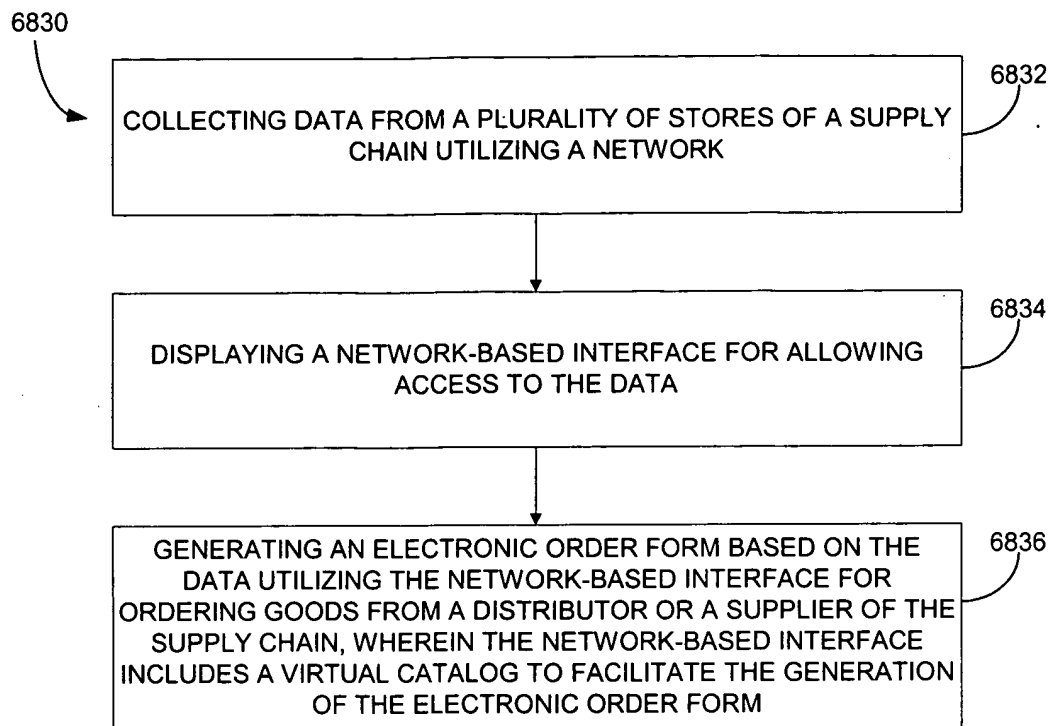 6830
6832
COLLECTING DATA FROM A PLURALITY OF STORES OF A SUPPLY
CHAIN UTILIZING A NETWORK
6834
DISPLAYING A NETWORK-BASED INTERFACE FOR ALLOWING
ACCESS TO THE DATA
6836
GENERATING AN ELECTRONIC ORDER FORM BASED ON THE
DATA UTILIZING THE NETWORK-BASED INTERFACE FOR
ORDERING GOODS FROM A DISTRIBUTOR OR A SUPPLIER OF THE
SUPPLY CHAIN, WHEREIN THE NETWORK-BASED INTERFACE
INCLUDES A VIRTUAL CATALOG TO FACILITATE THE GENERATION
OF THE ELECTRONIC ORDER FORM